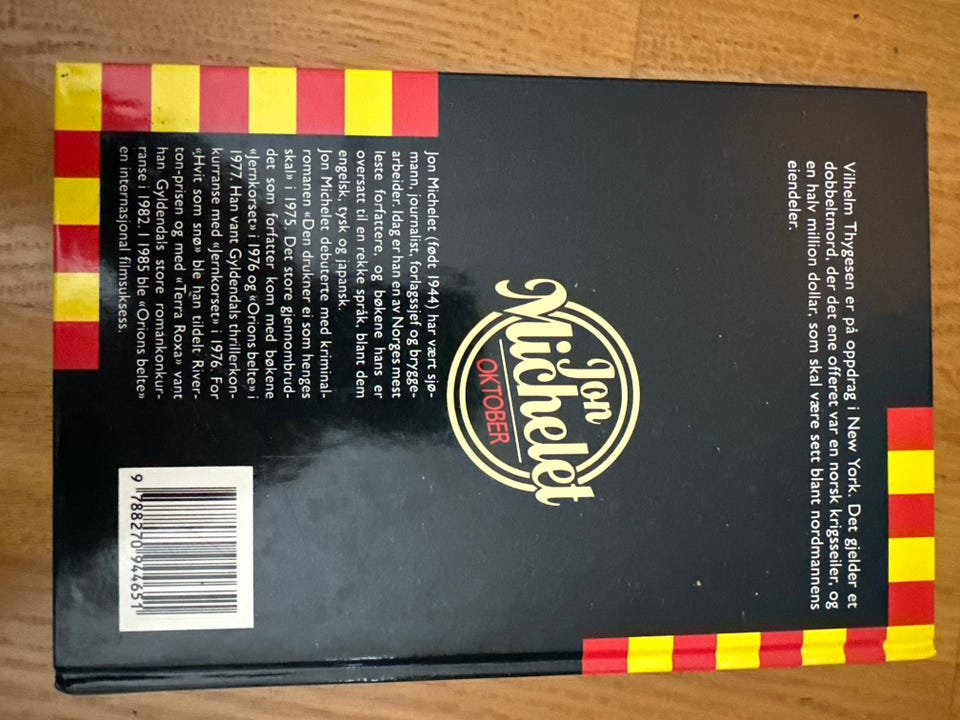 Vilhelm Thygesen er på oppdrag i New York. Det gjelder et
dobbeltmord, der det ene offeret var en norsk krigsseiler, og
en halv million dollar, som skal være sett blant nordmannens
eiendeler.
Jon
Michelet
OKTOBER
Jon Michelet (født 1944) har vært sjø-
mann, journalist, forlagssjef og brygge-
arbeider. Idag er han en av Norges mest
leste forfattere, og bøkene hans er
oversatt til en rekke språk, blant dem
engelsk, tysk og japansk.
Jon Michelet debuterte med kriminal-
romanen «Den drukner ei som henges
skal» i 1975. Det store gjennombrud-
det som forfatter kom med bøkene
«Jernkorset» i 1976 og «Orions belte» i
1977. Han vant Gyldendals thrillerkon-
kurranse med «Jernkorset» i 1976. For
«Hvit som snø» ble han tildelt River-
ton-prisen og med «Terra Roxa» vant
han Gyldendals store romankonkur-
ranse i 1982. I 1985 ble «Orions belte»
en internasjonal filmsuksess.
9 788270 944651